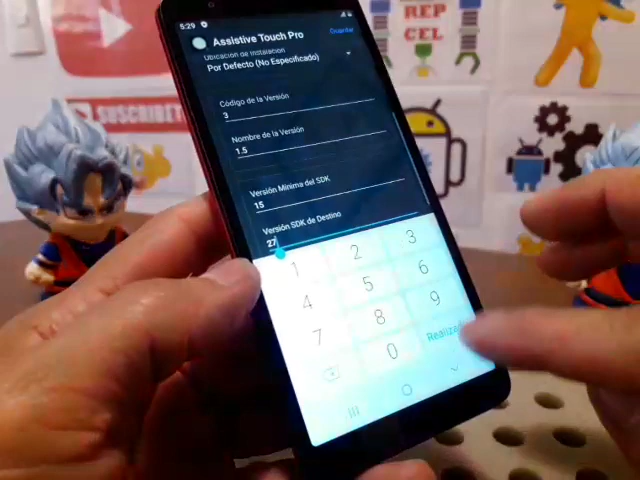 REP
CEL
SUSCRIBET
5:29
Assistive Touch Pro
Guardar
Ubicación de Instalación
Por Defecto (No Especificado)
Código de la Versión
3
Nombre de la Versión
1.5
Versión Mínima del SDK
15
Versión SDK de Destino
27
1 2 3
4 5 6
7 8 9
0 Realiza